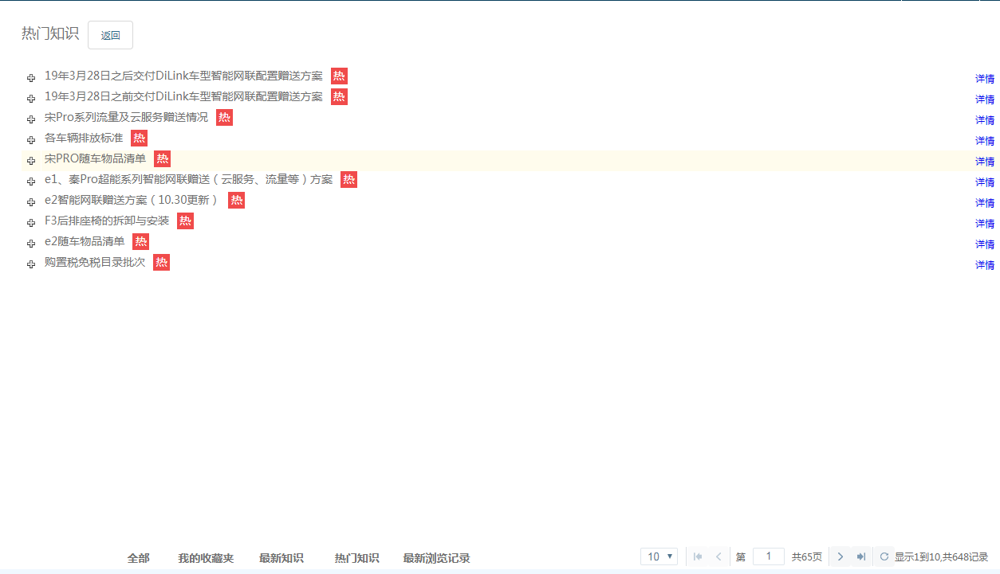 热门知识 返回
19年3月28日之后交付DiLink车型智能网联配置赠送方案 热 详情
19年3月28日之前交付DiLink车型智能网联配置赠送方案 热 详情
宋Pro系列流量及云服务赠送情况 热 详情
各车辆排放标准 热 详情
宋PRO随车物品清单 热 详情
e1、秦Pro超能系列智能网联赠送（云服务、流量等）方案 热 详情
e2智能网联赠送方案（10.30更新） 热 详情
F3后排座椅的拆卸与安装 热 详情
e2随车物品清单 热 详情
购置税免税目录批次 热 详情
全部 我的收藏夹 最新知识 热门知识 最新浏览记录 10 第 1 共65页 显示1到10,共648记录